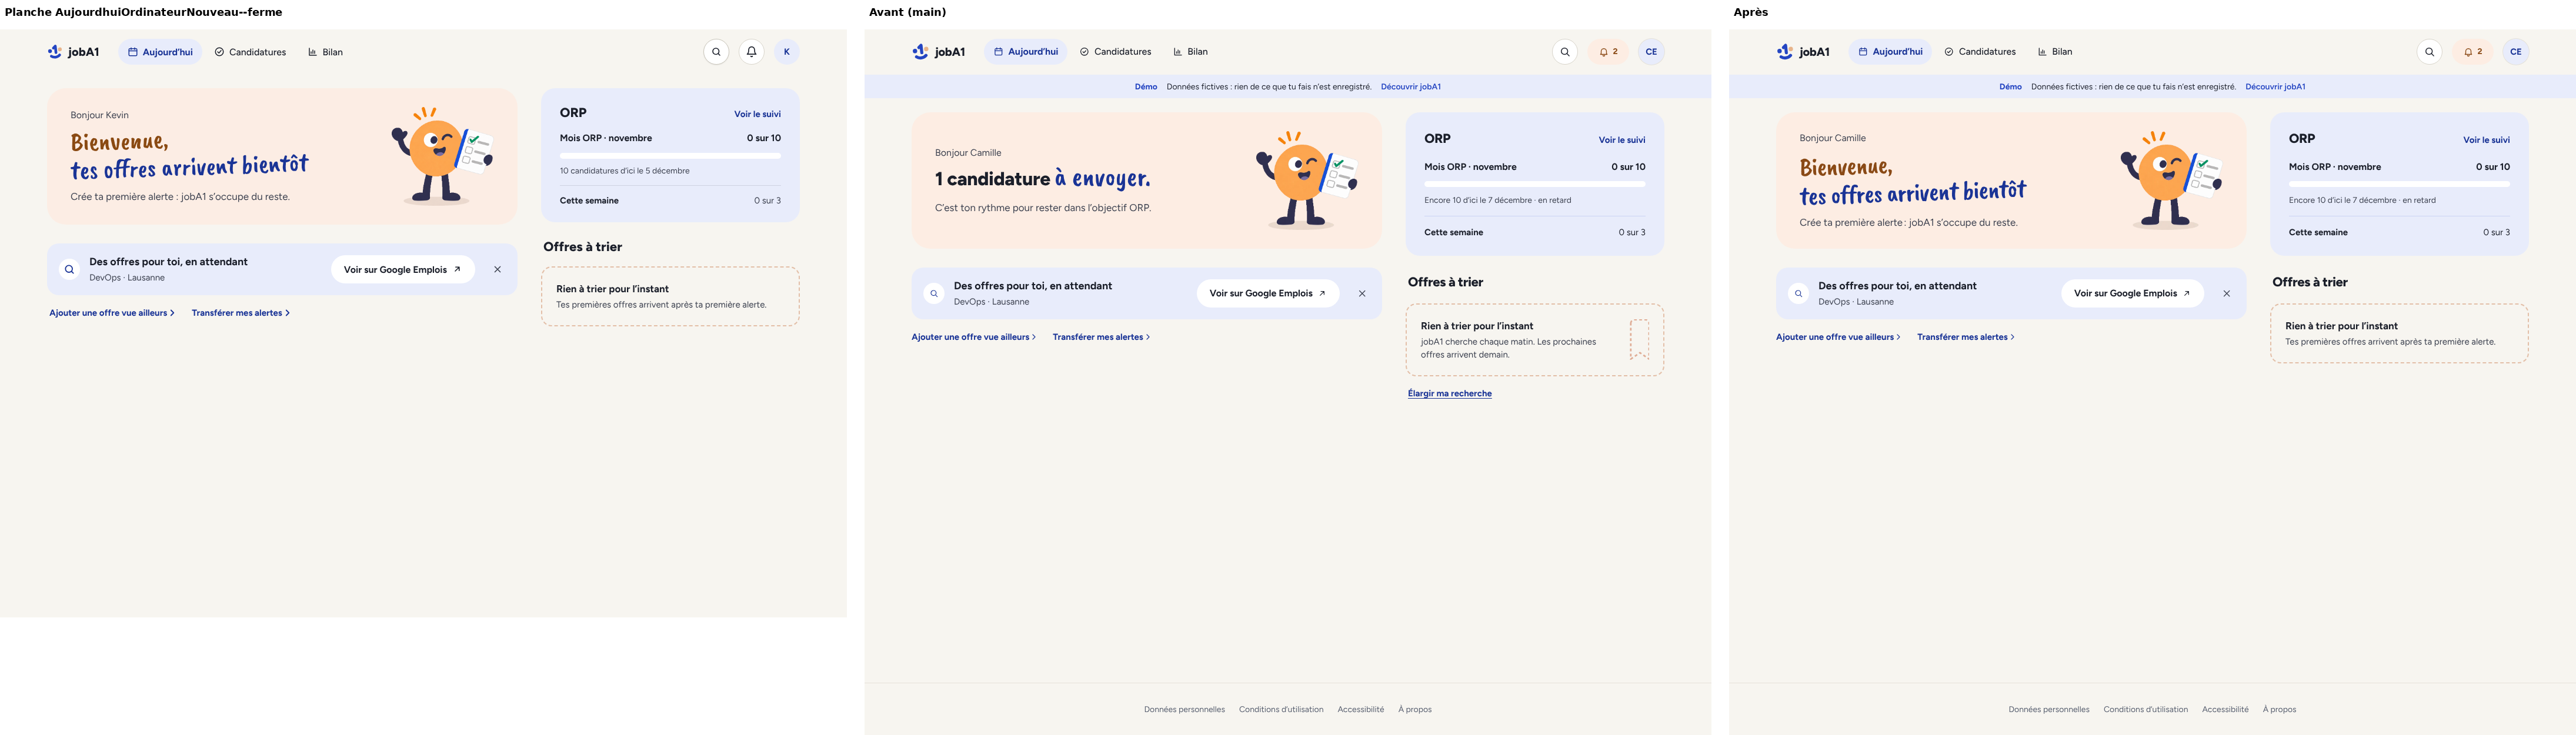 Planche AujourdhuiOrdinateurNouveau--ferme
jobA1
Aujourd'hui
Candidatures
Bilan
K
Bonjour Kevin
Bienvenue,
tes offres arrivent bientôt
Crée ta première alerte : jobA1 s'occupe du reste.
ORP
Voir le suivi
Mois ORP · novembre
0 sur 10
10 candidatures d'ici le 5 décembre
Cette semaine
0 sur 3
Des offres pour toi, en attendant
DevOps · Lausanne
Voir sur Google Emplois
Ajouter une offre vue ailleurs
Transférer mes alertes
Offres à trier
Rien à trier pour l'instant
Tes premières offres arrivent après ta première alerte.
Avant (main)
jobA1
Aujourd'hui
Candidatures
Bilan
2
CE
Démo Données fictives : rien de ce que tu fais n'est enregistré. Découvrir jobA1
Bonjour Camille
1 candidature à envoyer.
C'est ton rythme pour rester dans l'objectif ORP.
ORP
Voir le suivi
Mois ORP · novembre
0 sur 10
Encore 10 d'ici le 7 décembre · en retard
Cette semaine
0 sur 3
Des offres pour toi, en attendant
DevOps · Lausanne
Voir sur Google Emplois
Ajouter une offre vue ailleurs
Transférer mes alertes
Offres à trier
Rien à trier pour l'instant
jobA1 cherche chaque matin. Les prochaines
offres arrivent demain.
Élargir ma recherche
Données personnelles
Conditions d'utilisation
Accessibilité
À propos
Après
jobA1
Aujourd'hui
Candidatures
Bilan
2
CE
Démo Données fictives : rien de ce que tu fais n'est enregistré. Découvrir jobA1
Bonjour Camille
Bienvenue,
tes offres arrivent bientôt
Crée ta première alerte : jobA1 s'occupe du reste.
ORP
Voir le suivi
Mois ORP · novembre
0 sur 10
Encore 10 d'ici le 7 décembre · en retard
Cette semaine
0 sur 3
Des offres pour toi, en attendant
DevOps · Lausanne
Voir sur Google Emplois
Ajouter une offre vue ailleurs
Transférer mes alertes
Offres à trier
Rien à trier pour l'instant
Tes premières offres arrivent après ta première alerte.
Données personnelles
Conditions d'utilisation
Accessibilité
À propos